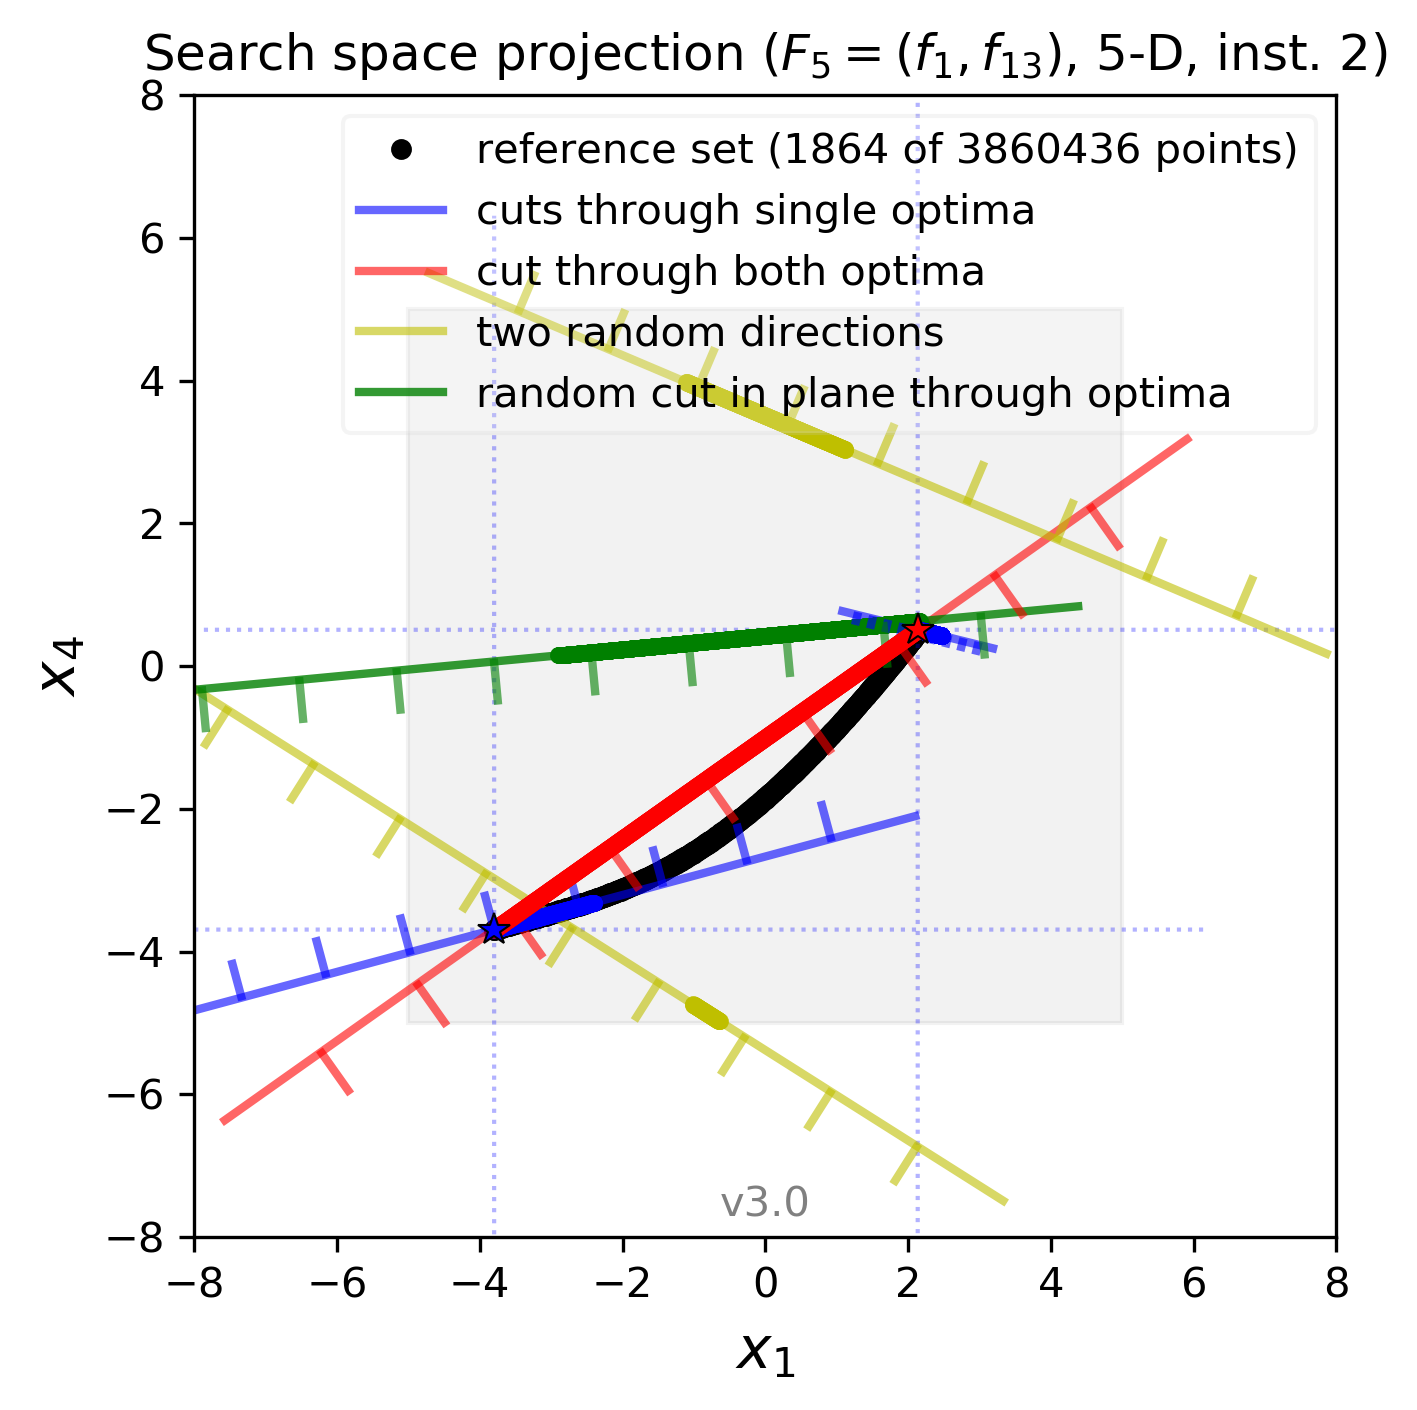 Search space projection (F5 = (f1, f13), 5-D, inst. 2)
reference set (1864 of 3860436 points)
cuts through single optima
cut through both optima
two random directions
random cut in plane through optima
8
6
4
2
0
−2
−4
−6
−8
x4
v3.0
−8 −6 −4 −2 0 2 4 6 8
x1